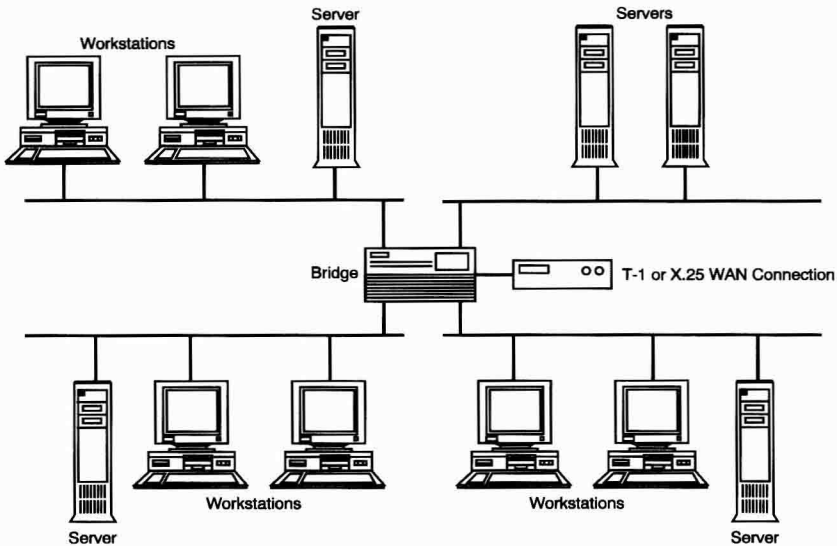 Server
Servers
Workstations
Bridge
T-1 or X.25 WAN Connection
Workstations
Workstations
Server
Server